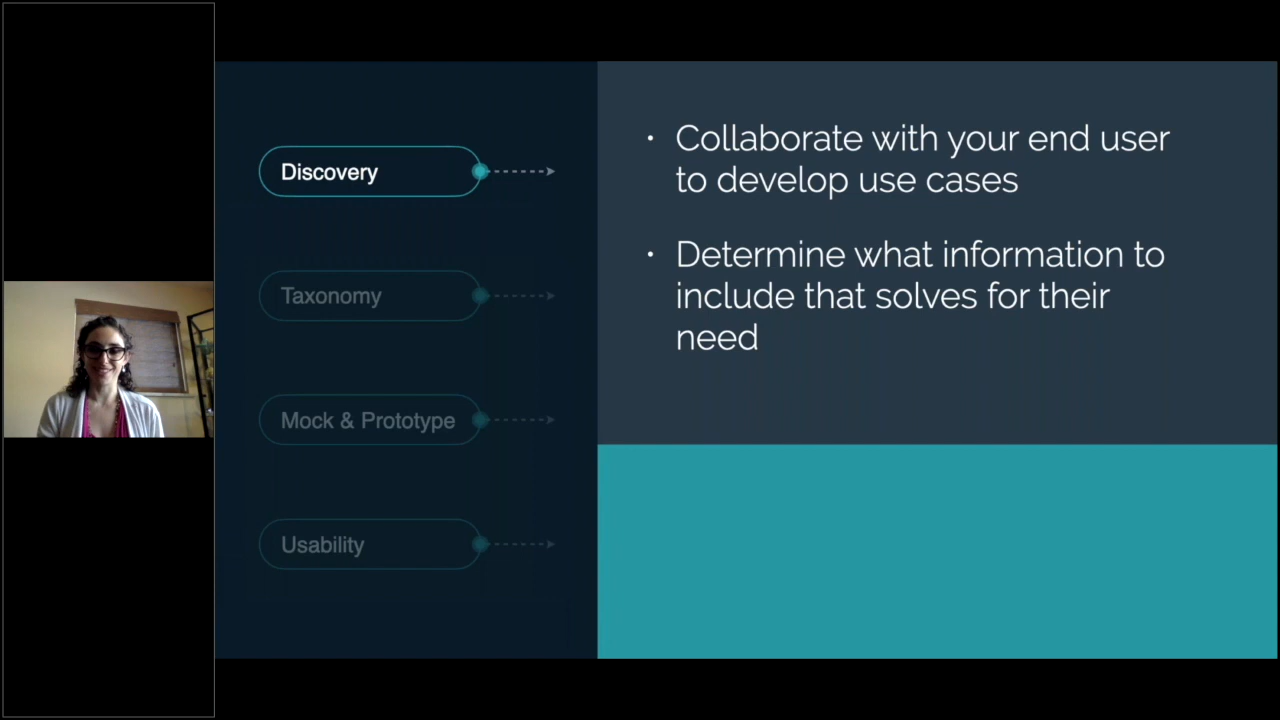 Discovery
Taxonomy
Mock & Prototype
Usability
• Collaborate with your end user
to develop use cases
• Determine what information to
include that solves for their
need